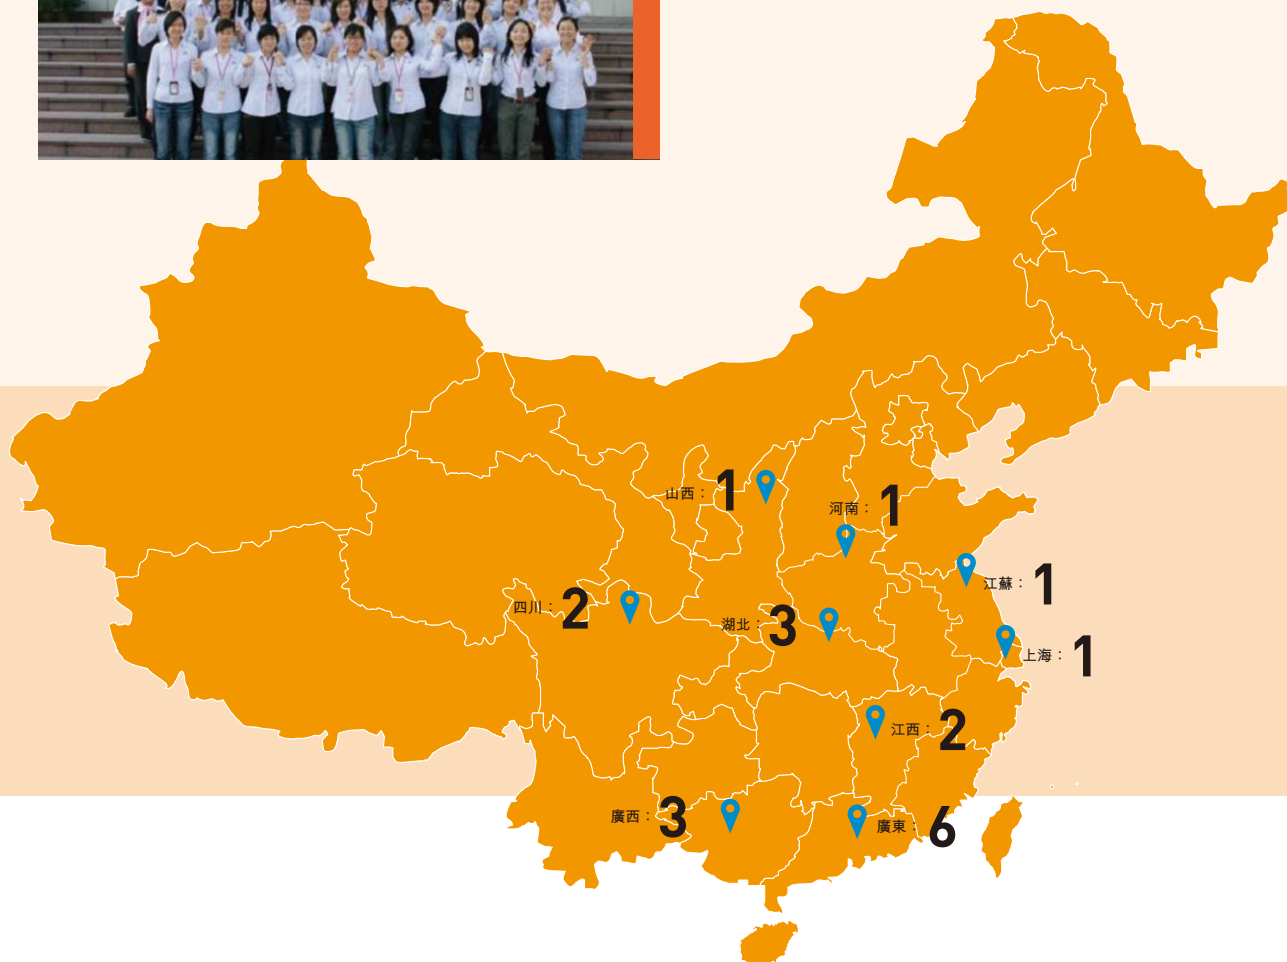 山西： 1
河南： 1
江蘇： 1
四川： 2
湖北： 3
上海： 1
江西： 2
廣西： 3
廣東： 6